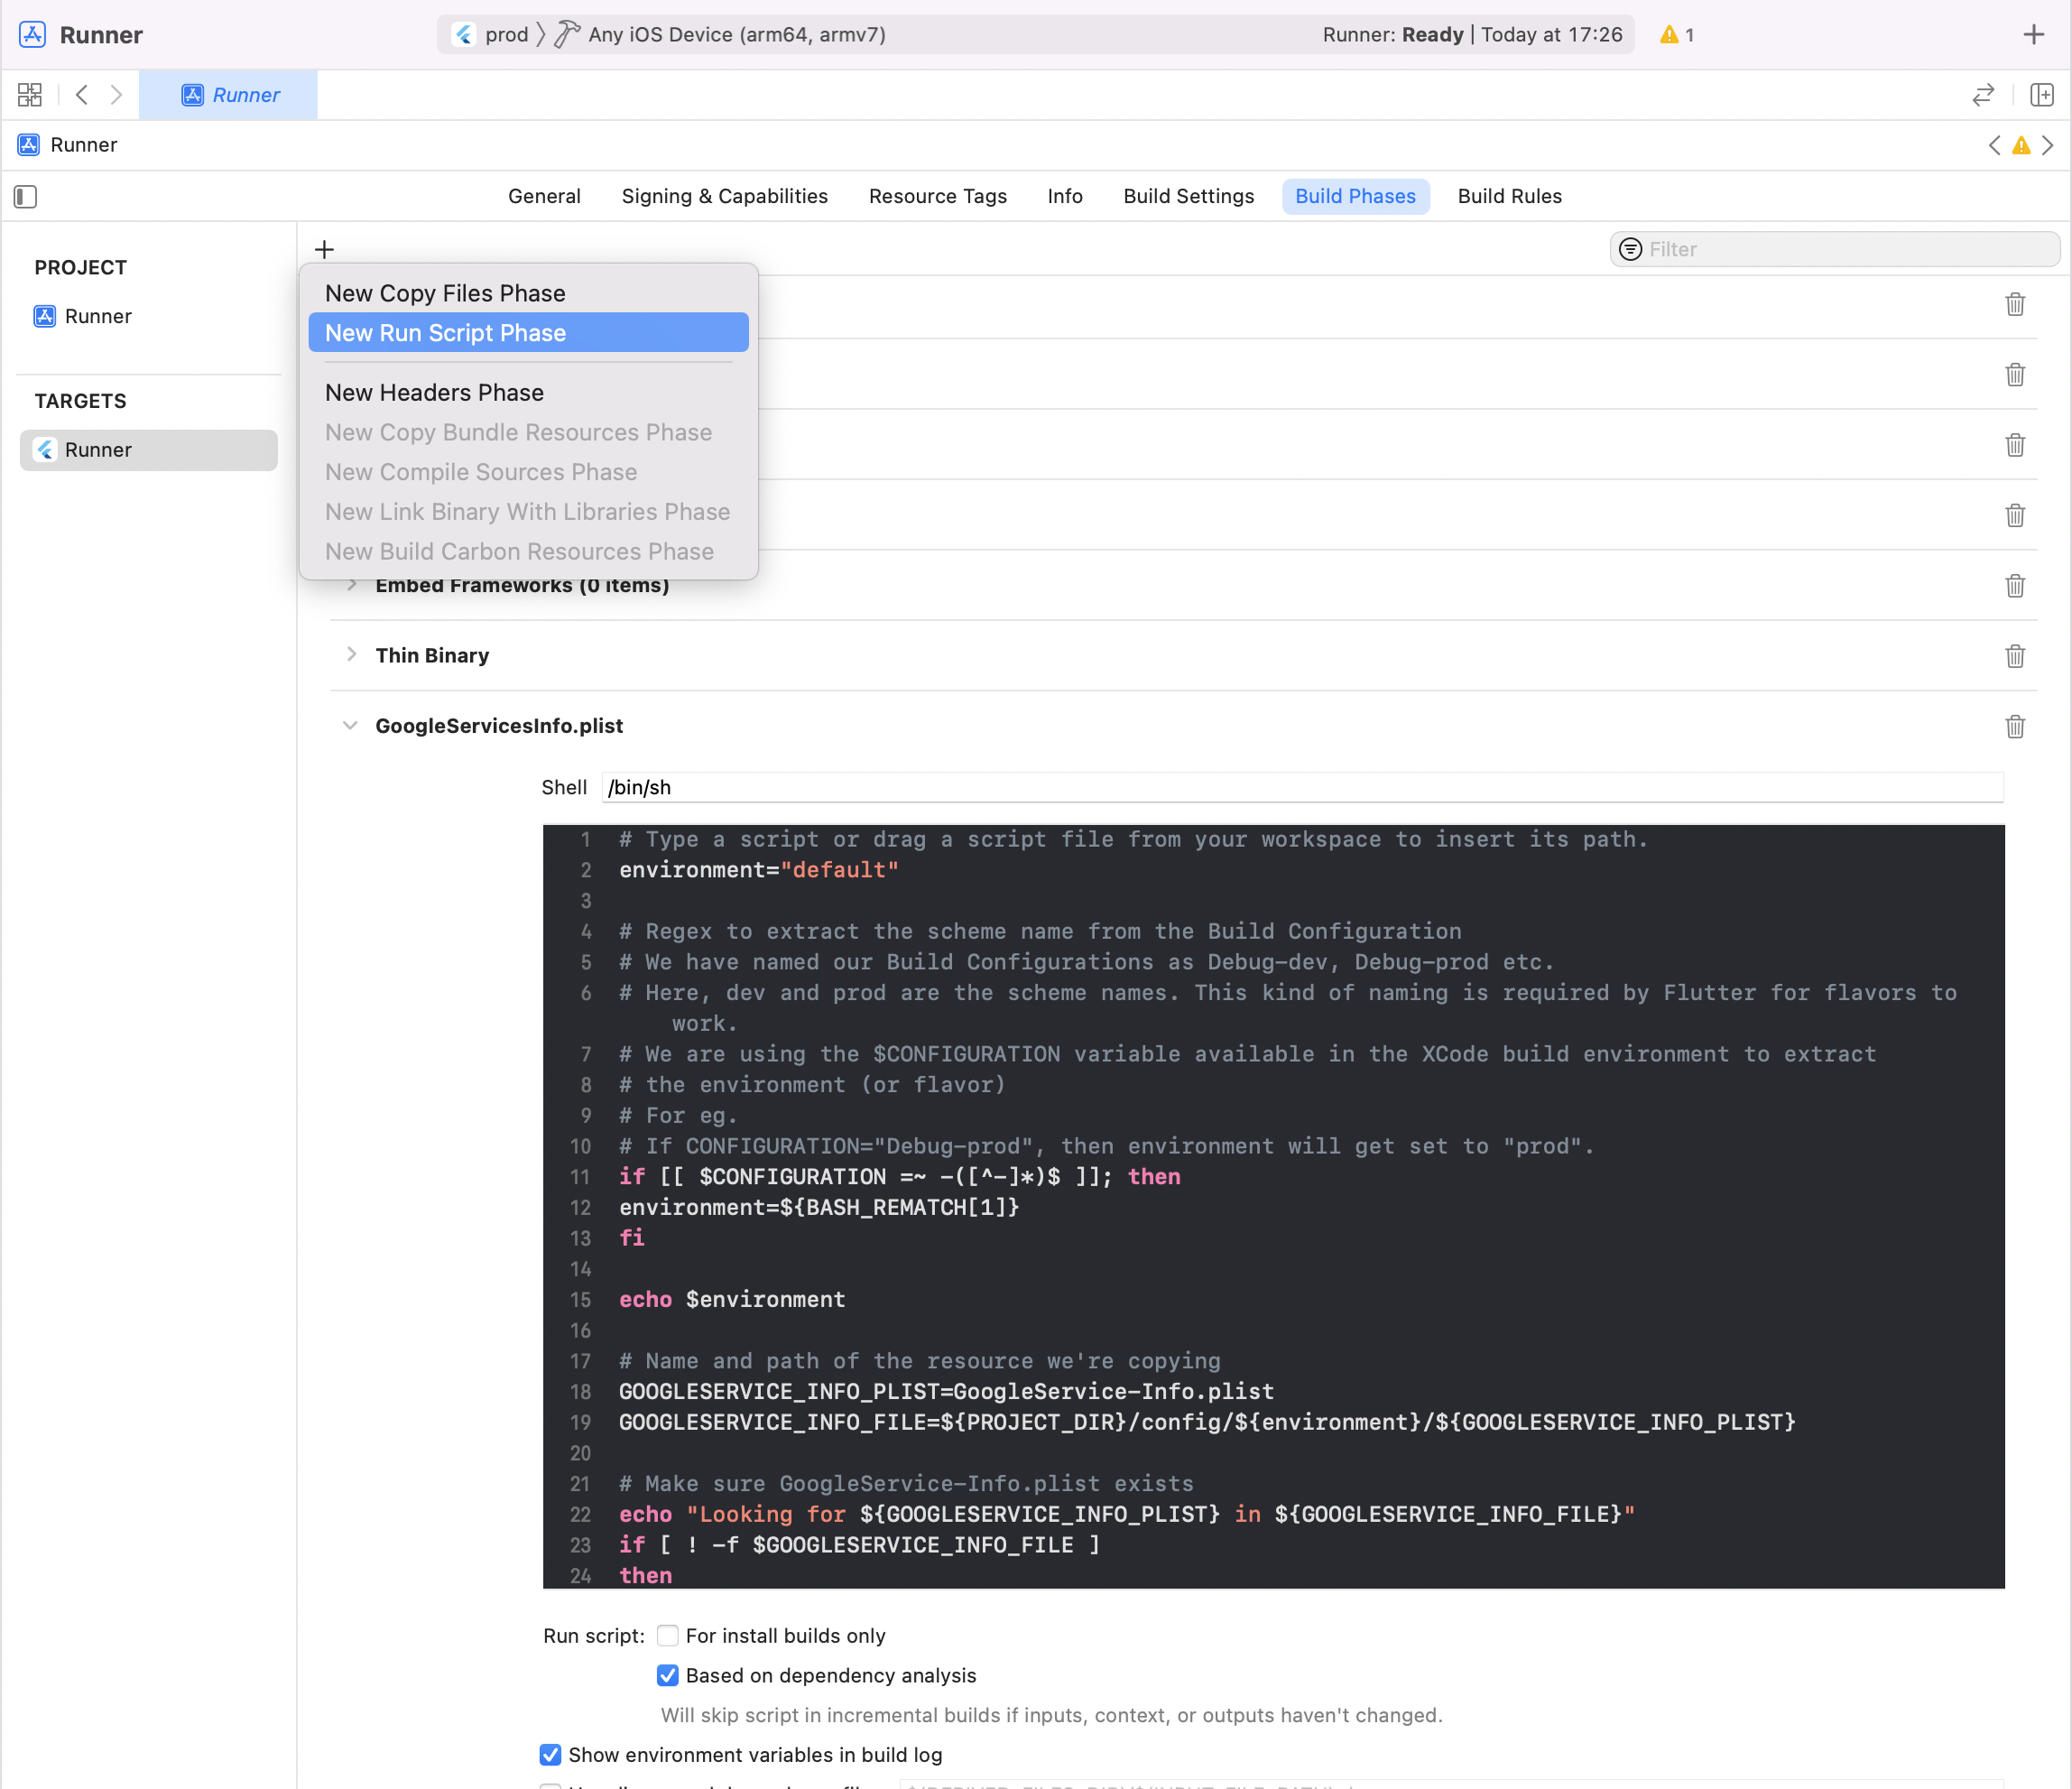 Runner
prod
Any iOS Device (arm64, armv7)
Runner: Ready | Today at 17:26
1
Runner
Runner
General
Signing & Capabilities
Resource Tags
Info
Build Settings
Build Phases
Build Rules
PROJECT
Runner
TARGETS
Runner
Filter
New Copy Files Phase
New Run Script Phase
New Headers Phase
New Copy Bundle Resources Phase
New Compile Sources Phase
New Link Binary With Libraries Phase
New Build Carbon Resources Phase
Embed Frameworks (0 items)
Thin Binary
GoogleServicesInfo.plist
Shell /bin/sh
1 # Type a script or drag a script file from your workspace to insert its path.
2 environment="default"
3
4 # Regex to extract the scheme name from the Build Configuration
5 # We have named our Build Configurations as Debug-dev, Debug-prod etc.
6 # Here, dev and prod are the scheme names. This kind of naming is required by Flutter for flavors to
work.
7 # We are using the $CONFIGURATION variable available in the XCode build environment to extract
8 # the environment (or flavor)
9 # For eg.
10 # If CONFIGURATION="Debug-prod", then environment will get set to "prod".
11 if [[ $CONFIGURATION =~ -([^-]*)$ ]]; then
12 environment=${BASH_REMATCH[1]}
13 fi
14
15 echo $environment
16
17 # Name and path of the resource we're copying
18 GOOGLESERVICE_INFO_PLIST=GoogleService-Info.plist
19 GOOGLESERVICE_INFO_FILE=${PROJECT_DIR}/config/${environment}/${GOOGLESERVICE_INFO_PLIST}
20
21 # Make sure GoogleService-Info.plist exists
22 echo "Looking for ${GOOGLESERVICE_INFO_PLIST} in ${GOOGLESERVICE_INFO_FILE}"
23 if [ ! -f $GOOGLESERVICE_INFO_FILE ]
24 then
Run script: For install builds only
Based on dependency analysis
Will skip script in incremental builds if inputs, context, or outputs haven't changed.
Show environment variables in build log